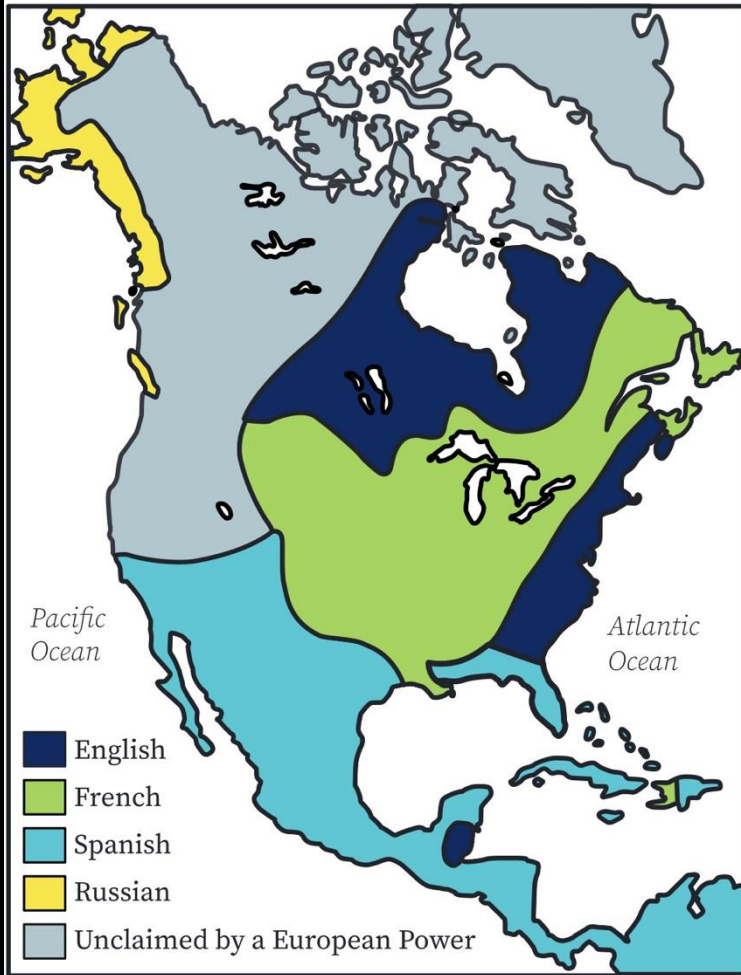 Pacific
Ocean
Atlantic
Ocean
English
French
Spanish
Russian
Unclaimed by a European Power